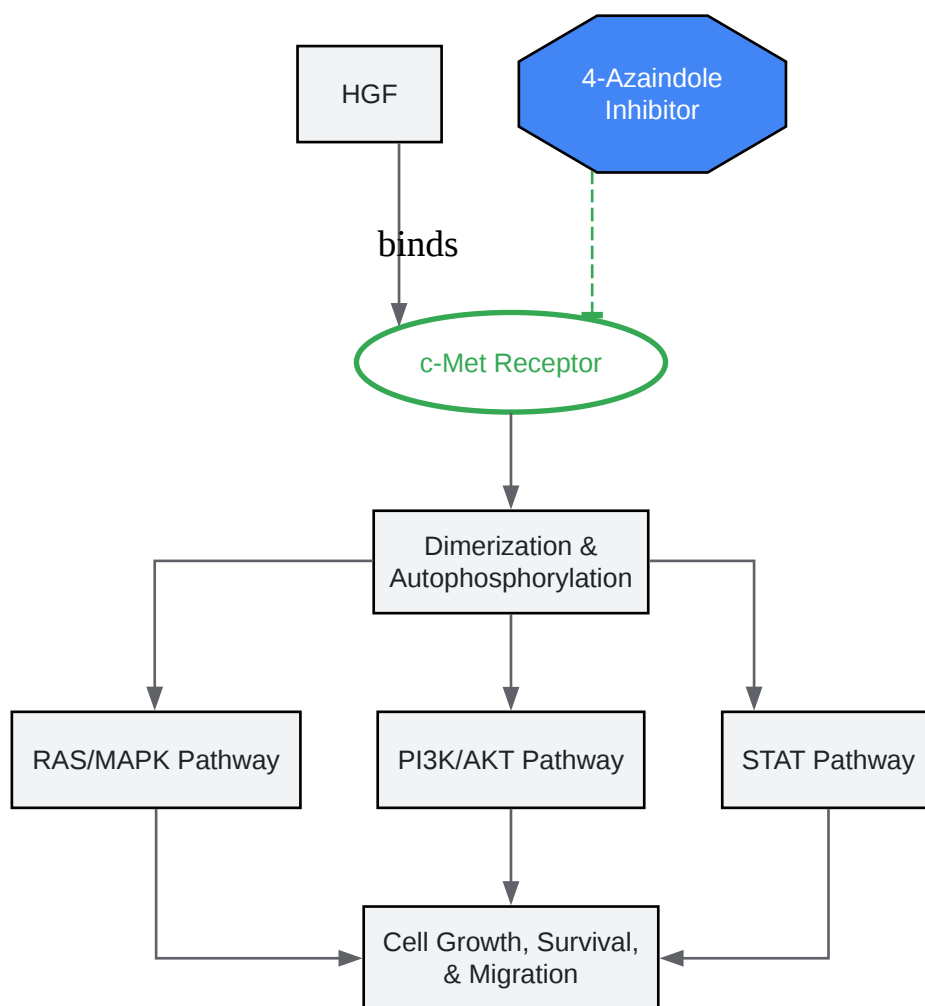 HGF
4-Azaindole
Inhibitor
binds
c-Met Receptor
Dimerization &
Autophosphorylation
RAS/MAPK Pathway
PI3K/AKT Pathway
STAT Pathway
Cell Growth, Survival,
& Migration